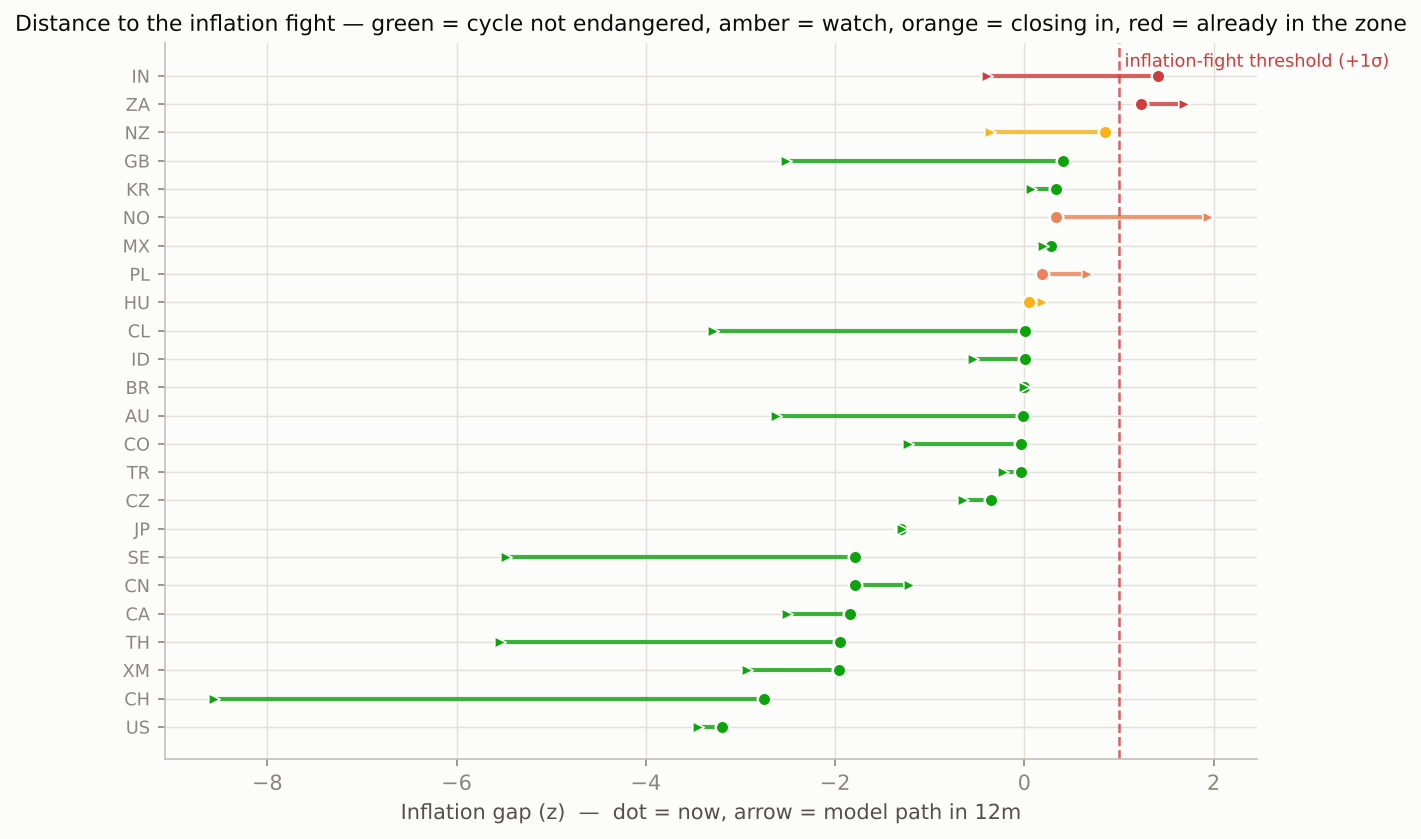 Distance to the inflation fight — green = cycle not endangered, amber = watch, orange = closing in, red = already in the zone
inflation-fight threshold (+1σ)
IN
ZA
NZ
GB
KR
NO
MX
PL
HU
CL
ID
BR
AU
CO
TR
CZ
JP
SE
CN
CA
TH
XM
CH
US
−8 −6 −4 −2 0 2
Inflation gap (z) — dot = now, arrow = model path in 12m